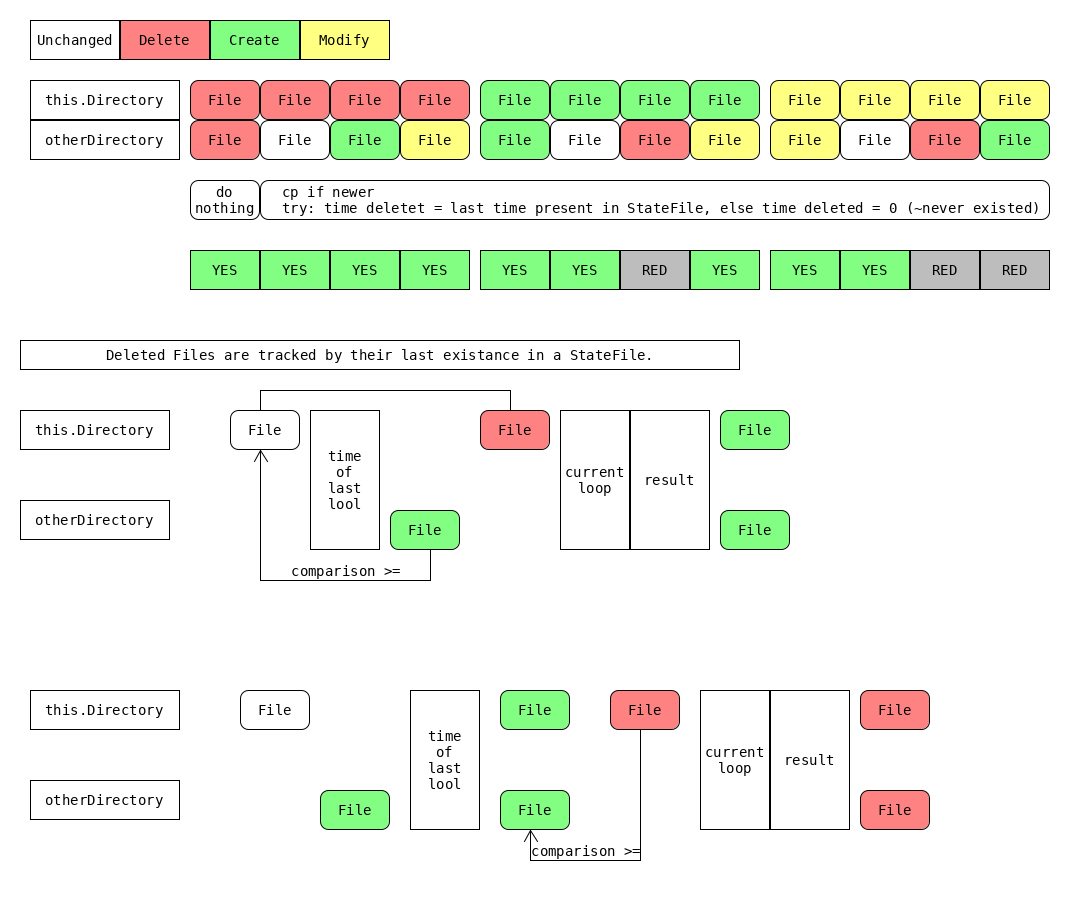 Unchanged Delete Create Modify
this.Directory File File File File File File File File File File File File
otherDirectory File File File File File File File File File File File File
do
nothing
cp if newer
try: time deletet = last time present in StateFile, else time deleted = 0 (~never existed)
YES YES YES YES YES YES RED YES YES YES RED RED
Deleted Files are tracked by their last existance in a StateFile.
this.Directory File File File
time
of
last
lool
current
loop
result
otherDirectory File File
comparison >=
this.Directory File File File File
time
of
last
lool
current
loop
result
otherDirectory File File File
comparison >=